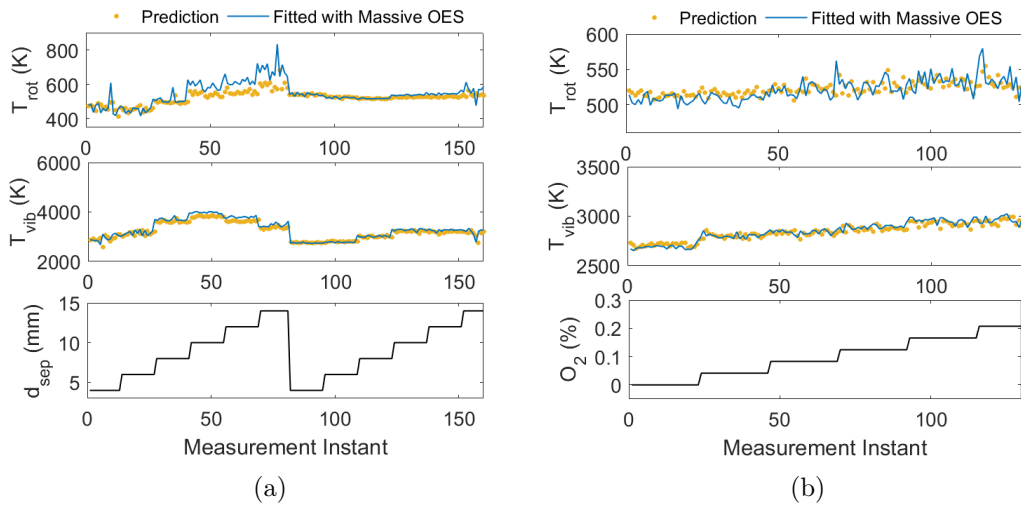 Prediction Fitted with Massive OES
T_rot (K)
800
600
400
0 50 100 150
T_vib (K)
6000
4000
2000
0 50 100 150
d_sep (mm)
15
10
5
0 50 100 150
Measurement Instant
(a)
Prediction Fitted with Massive OES
T_rot (K)
600
550
500
0 50 100
T_vib (K)
3500
3000
2500
0 50 100
O_2 (%)
0.3
0.2
0.1
0
0 50 100
Measurement Instant
(b)